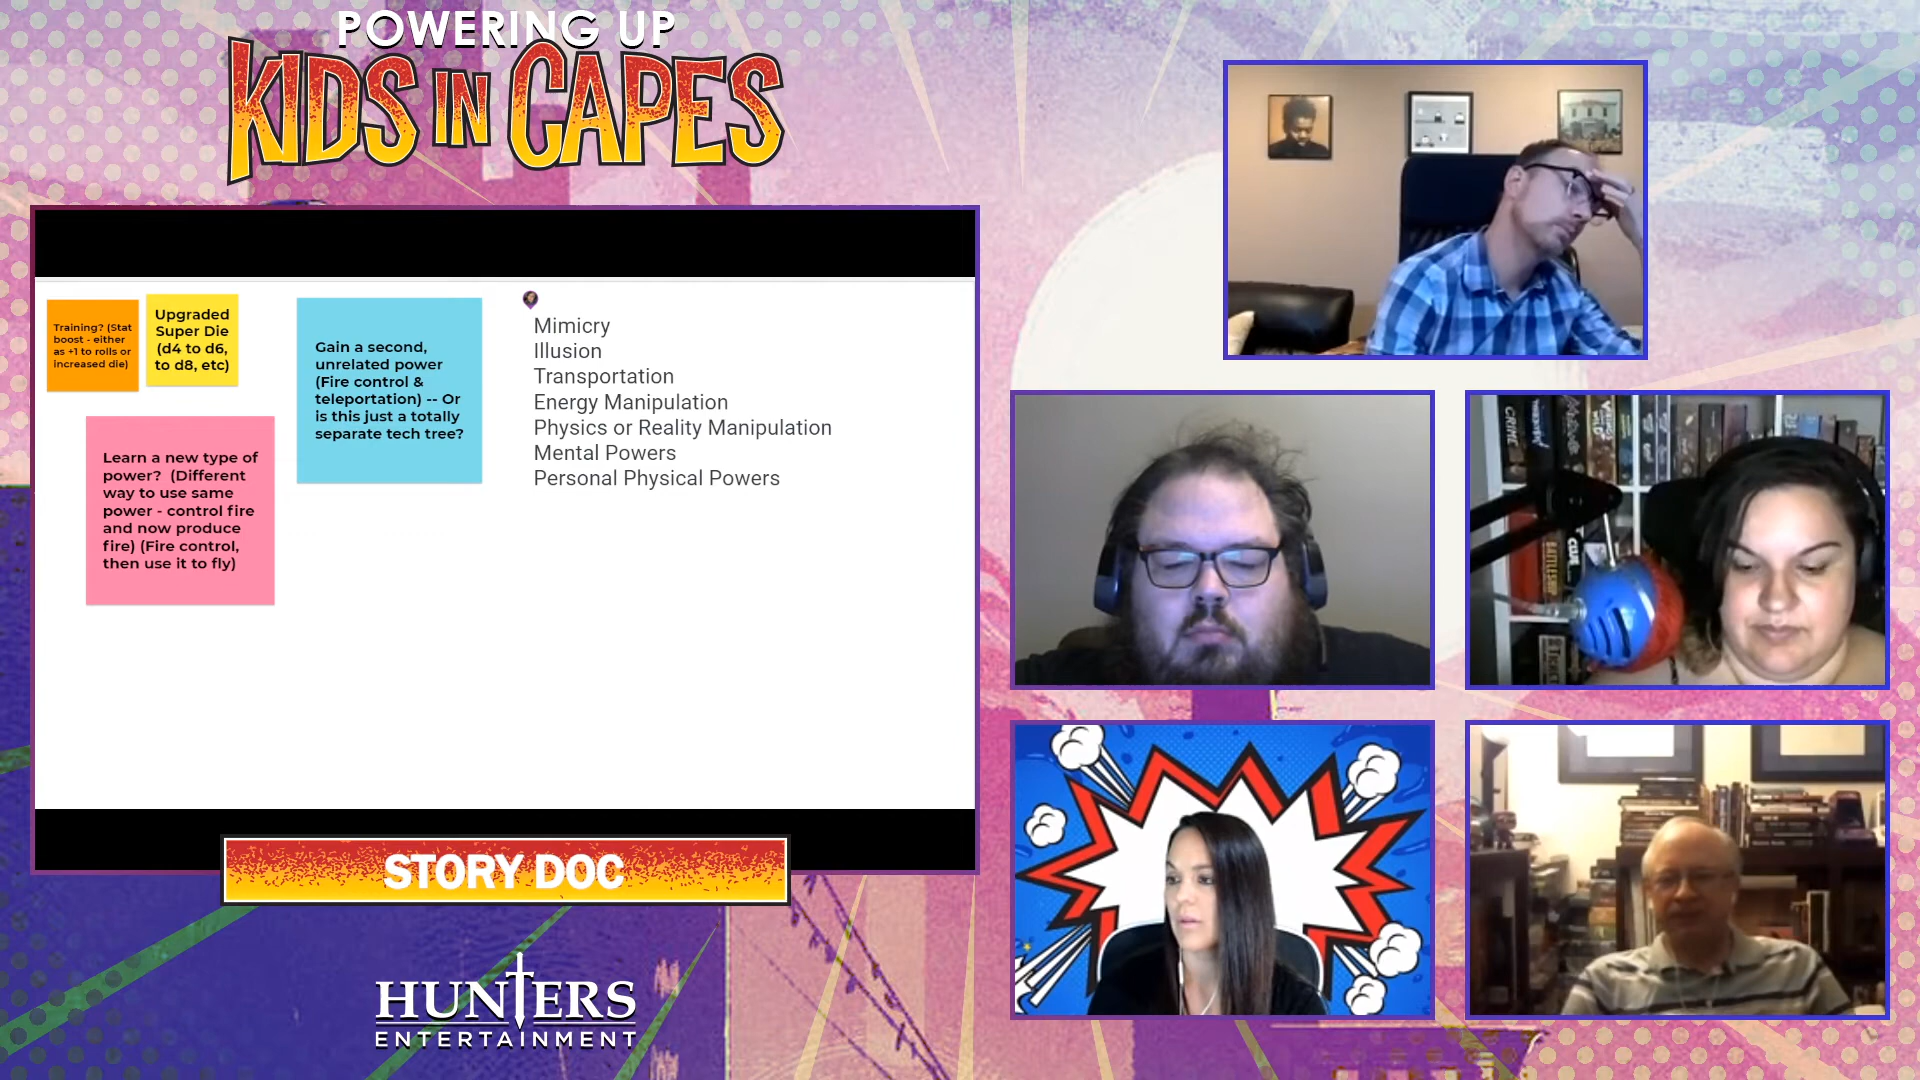 POWERING UP
KIDS IN CAPES
Training? (Stat
boost - either
as +1 to rolls or
increased die)
Upgraded
Super Die
(d4 to d6,
to d8, etc)
Gain a second,
unrelated power
(Fire control &
teleportation) -- Or
is this just a totally
separate tech tree?
Learn a new type of
power? (Different
way to use same
power - control fire
and now produce
fire) (Fire control,
then use it to fly)
Mimicry
Illusion
Transportation
Energy Manipulation
Physics or Reality Manipulation
Mental Powers
Personal Physical Powers
STORY DOC
HUNTERS
ENTERTAINMENT
CRIME
BATTLESHIP
CLUE
TICKET